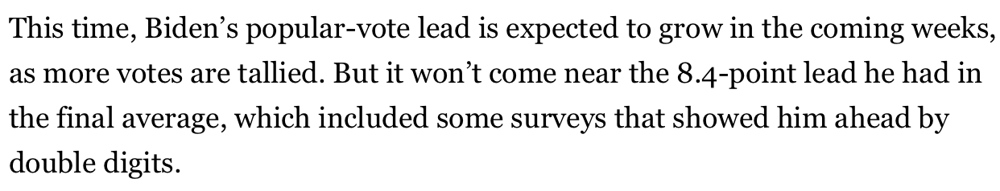 This time, Biden’s popular-vote lead is expected to grow in the coming weeks,
as more votes are tallied. But it won’t come near the 8.4-point lead he had in
the final average, which included some surveys that showed him ahead by
double digits.